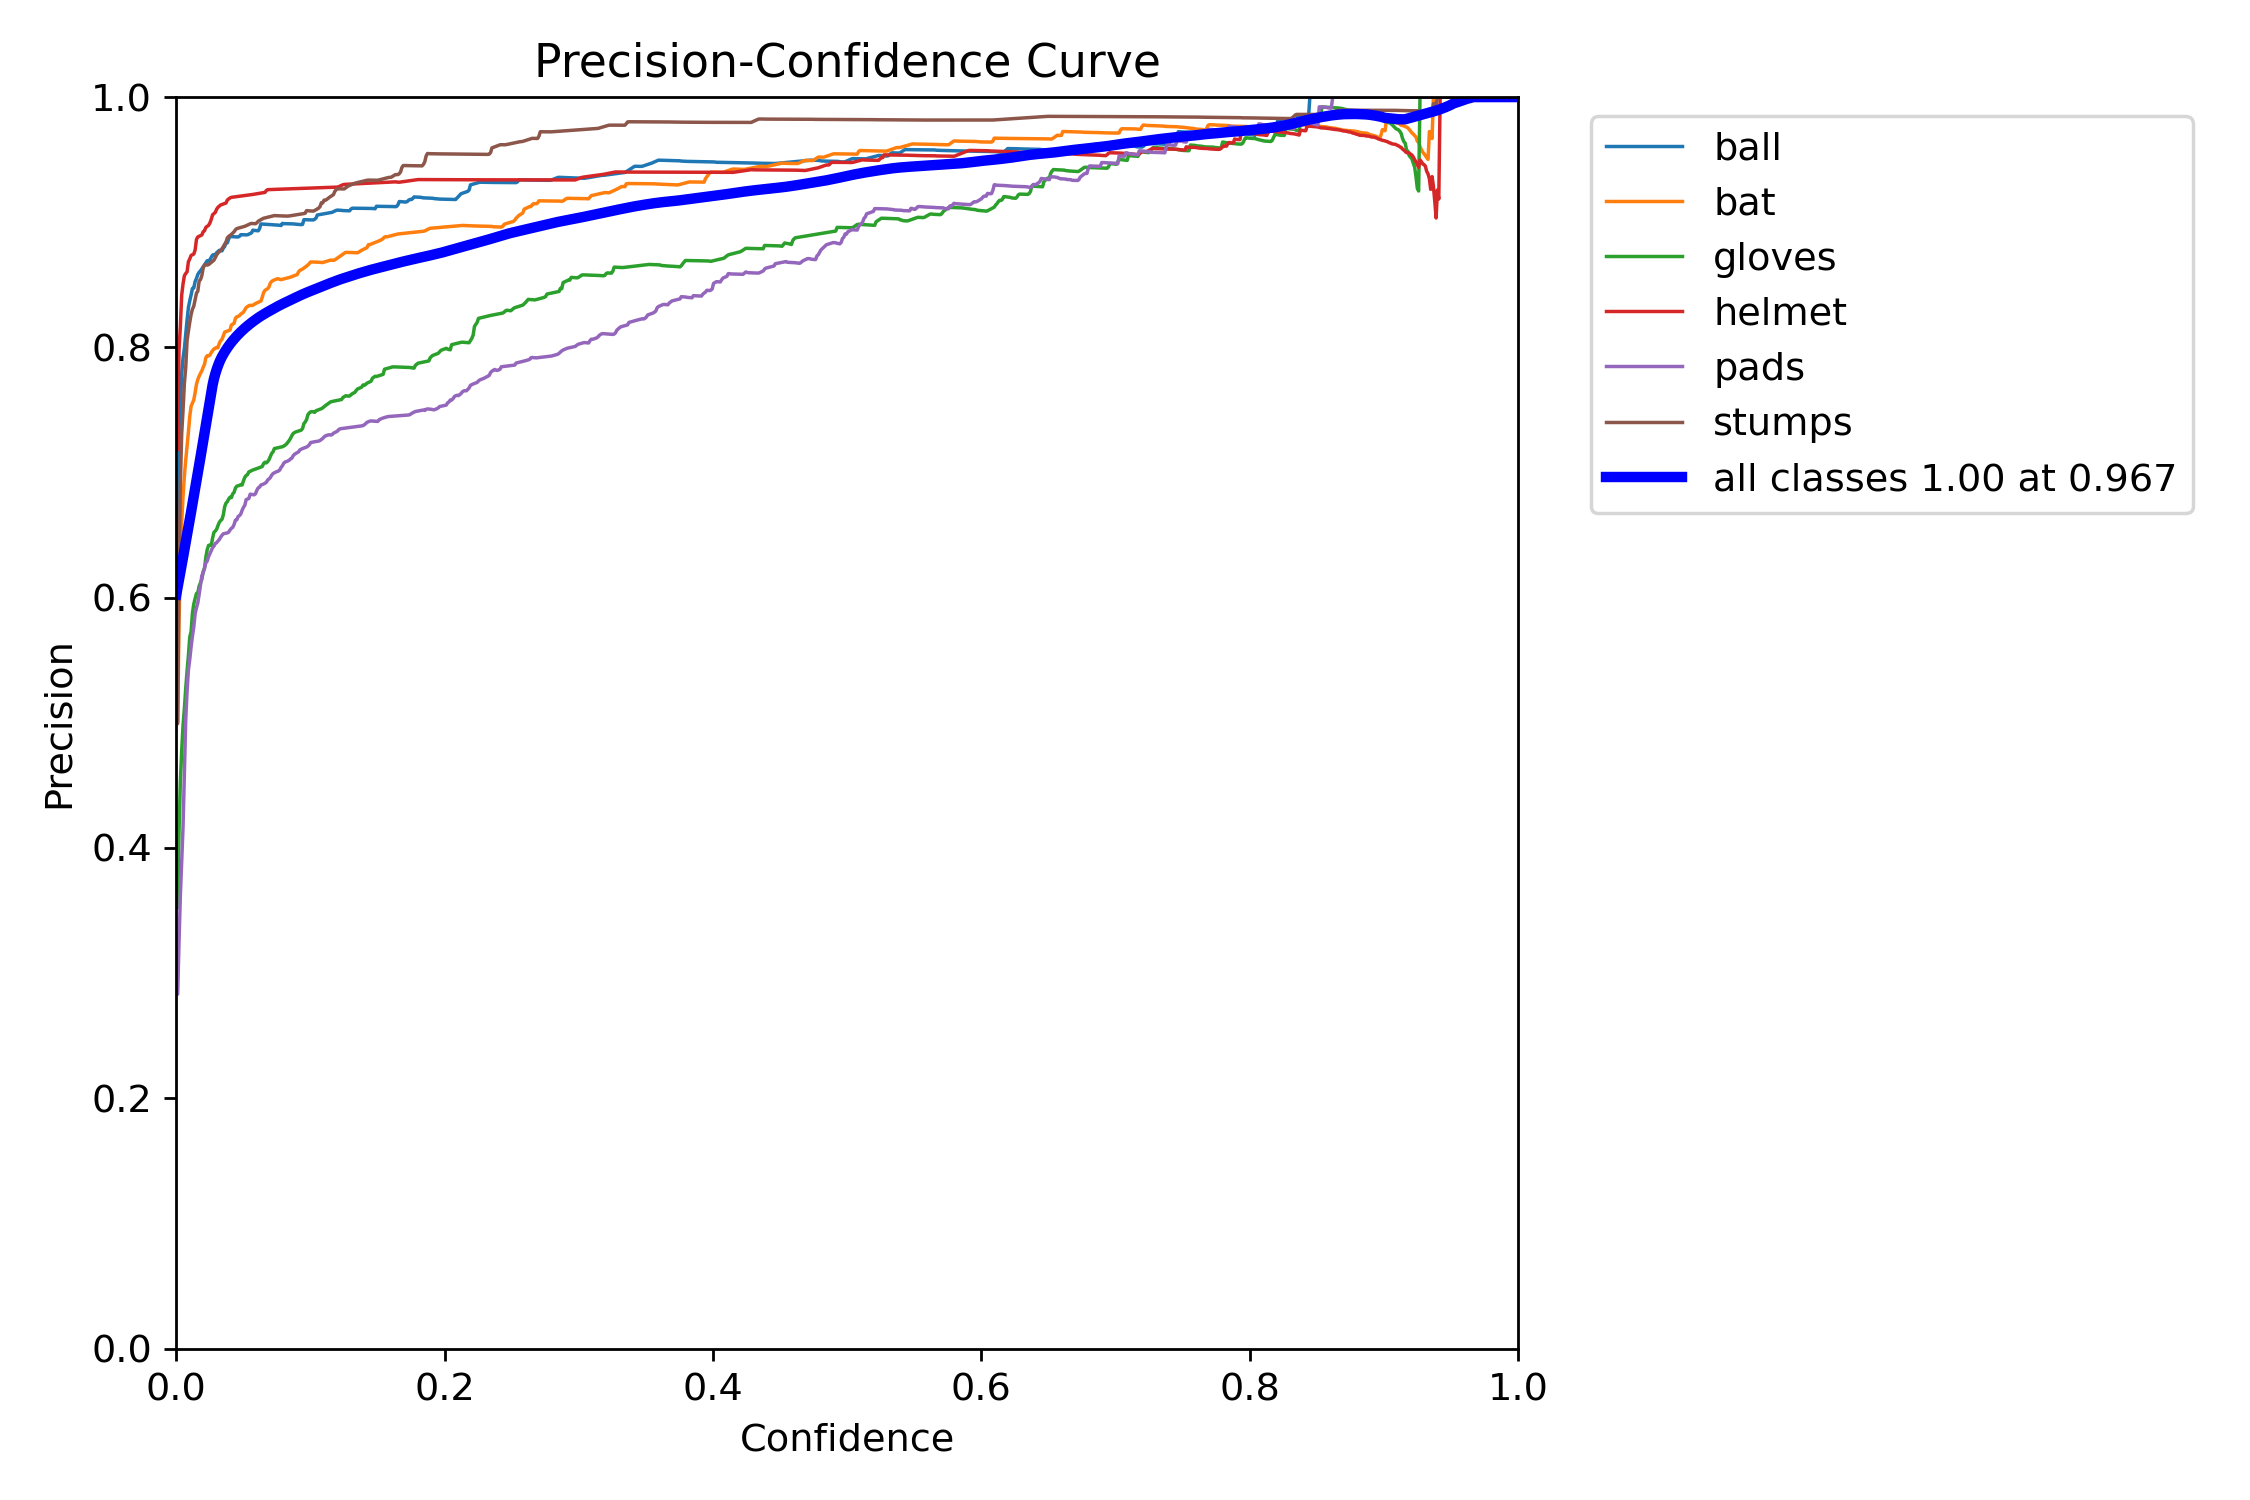 Precision-Confidence Curve
1.0
0.8
0.6
0.4
0.2
0.0
Precision
0.0 0.2 0.4 0.6 0.8 1.0
Confidence
ball
bat
gloves
helmet
pads
stumps
all classes 1.00 at 0.967